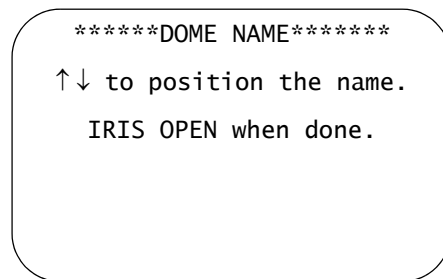 ******DOME NAME*******
↑↓ to position the name.
IRIS OPEN when done.